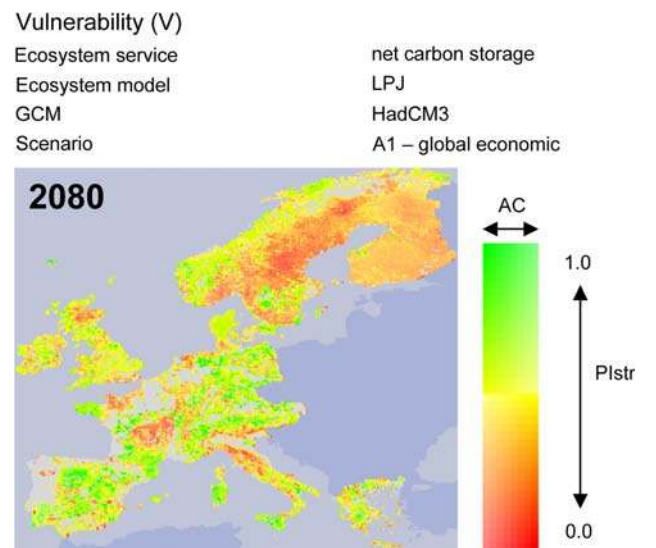 Vulnerability (V)
Ecosystem service net carbon storage
Ecosystem model LPJ
GCM HadCM3
Scenario A1 – global economic
2080
AC
1.0
PIstr
0.0